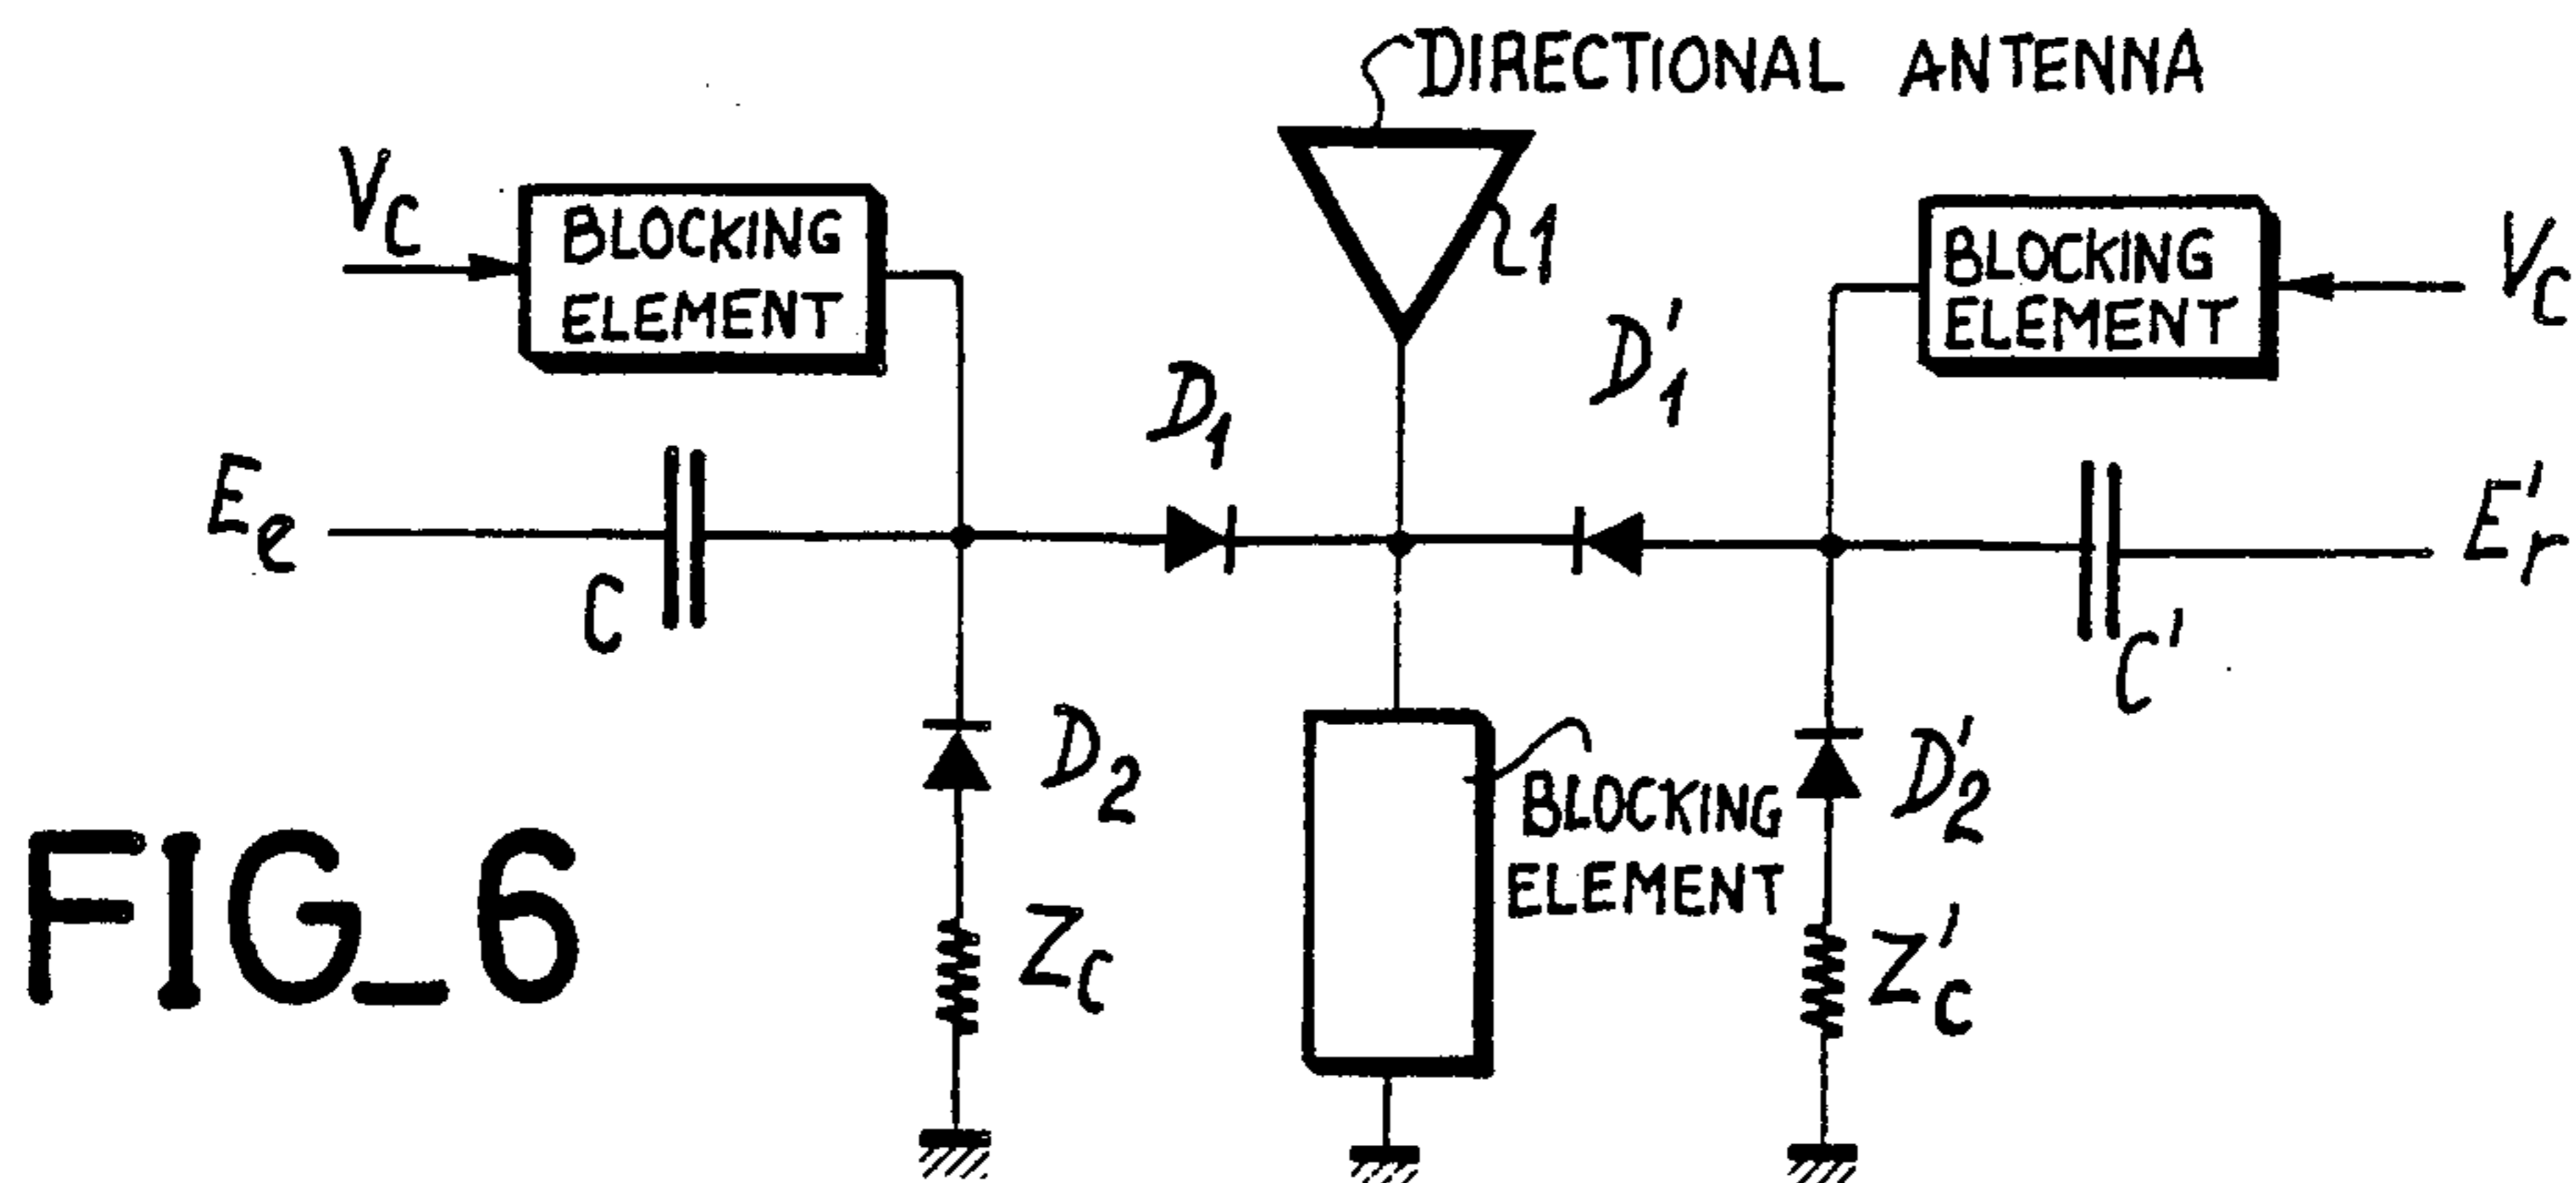 DIRECTIONAL ANTENNA
1
V_C
BLOCKING
ELEMENT
BLOCKING
ELEMENT
V_C
D_1
D'_1
E_e
C
C'
E'_r
D_2
D'_2
BLOCKING
ELEMENT
Z_C
Z'_C
FIG_6